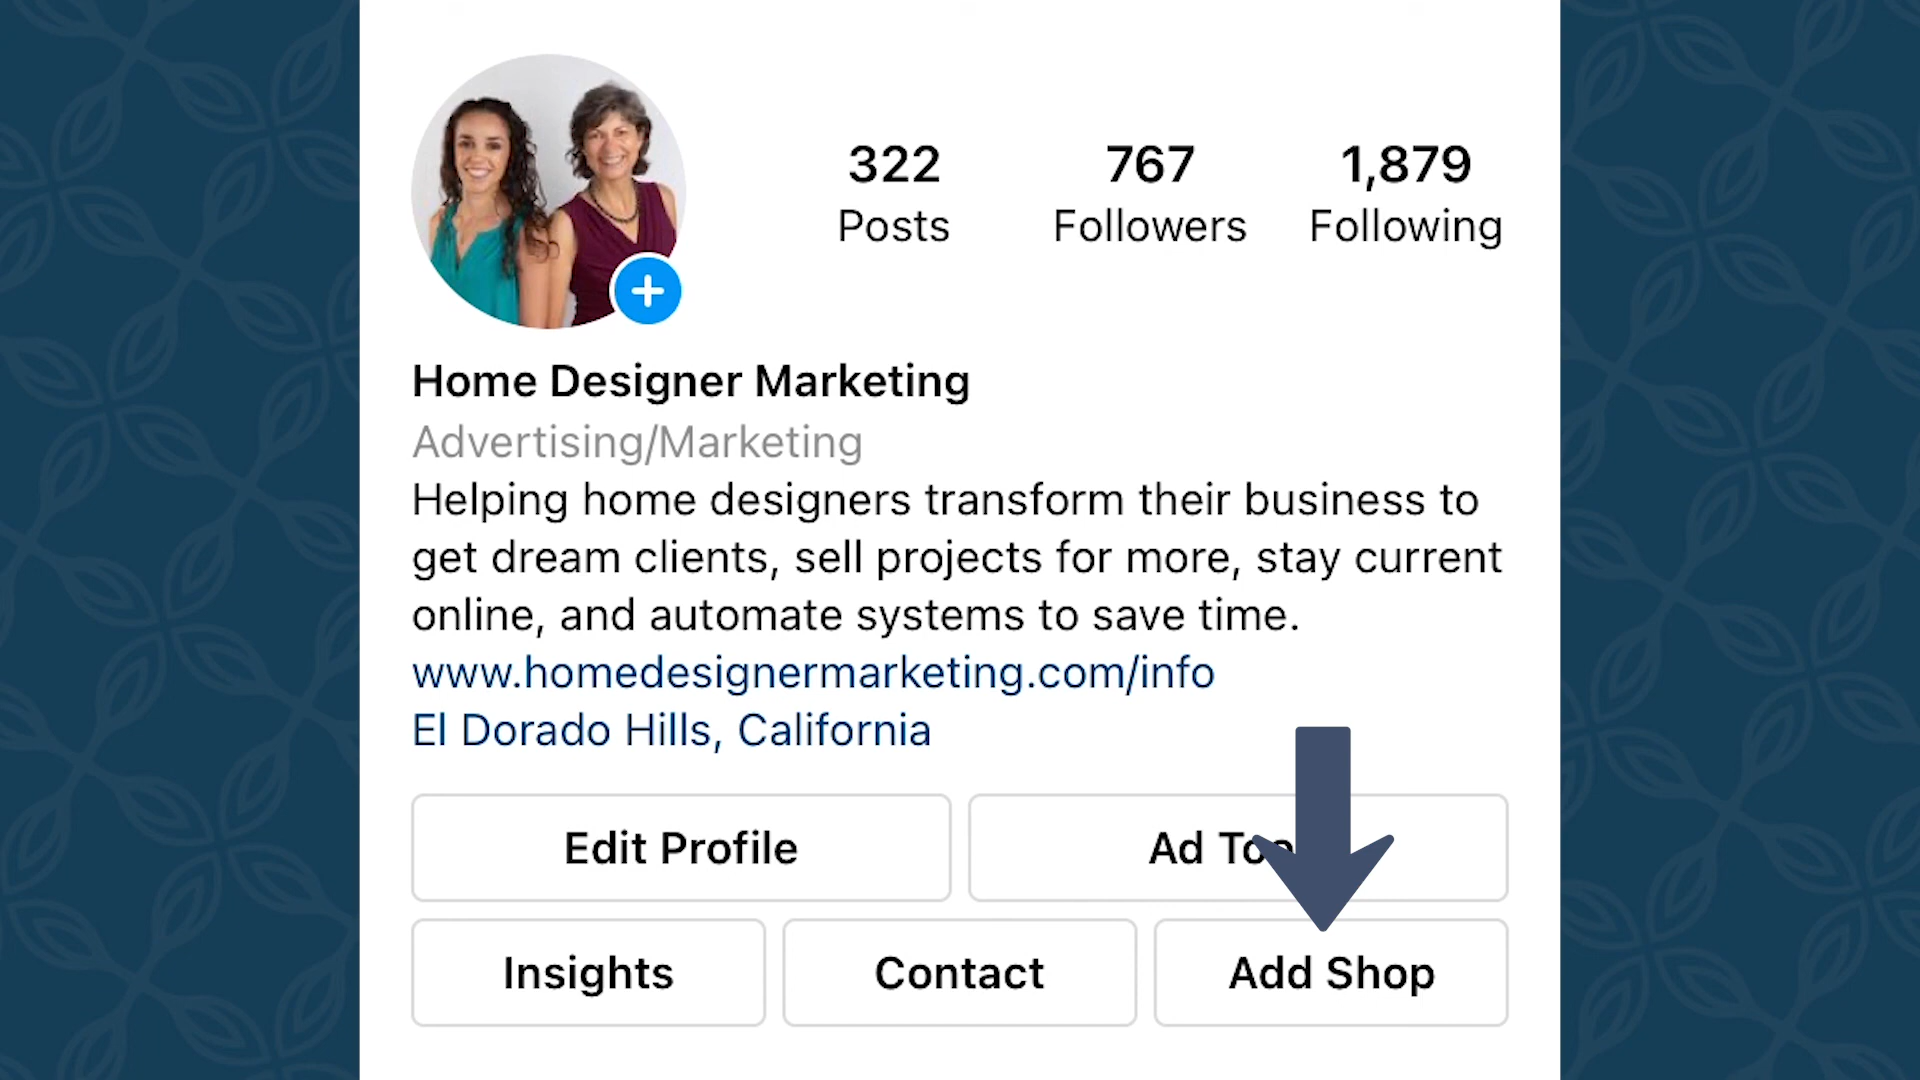 322 767 1,879
Posts Followers Following
Home Designer Marketing
Advertising/Marketing
Helping home designers transform their business to
get dream clients, sell projects for more, stay current
online, and automate systems to save time.
www.homedesignermarketing.com/info
El Dorado Hills, California
Edit Profile Ad
Insights Contact Add Shop